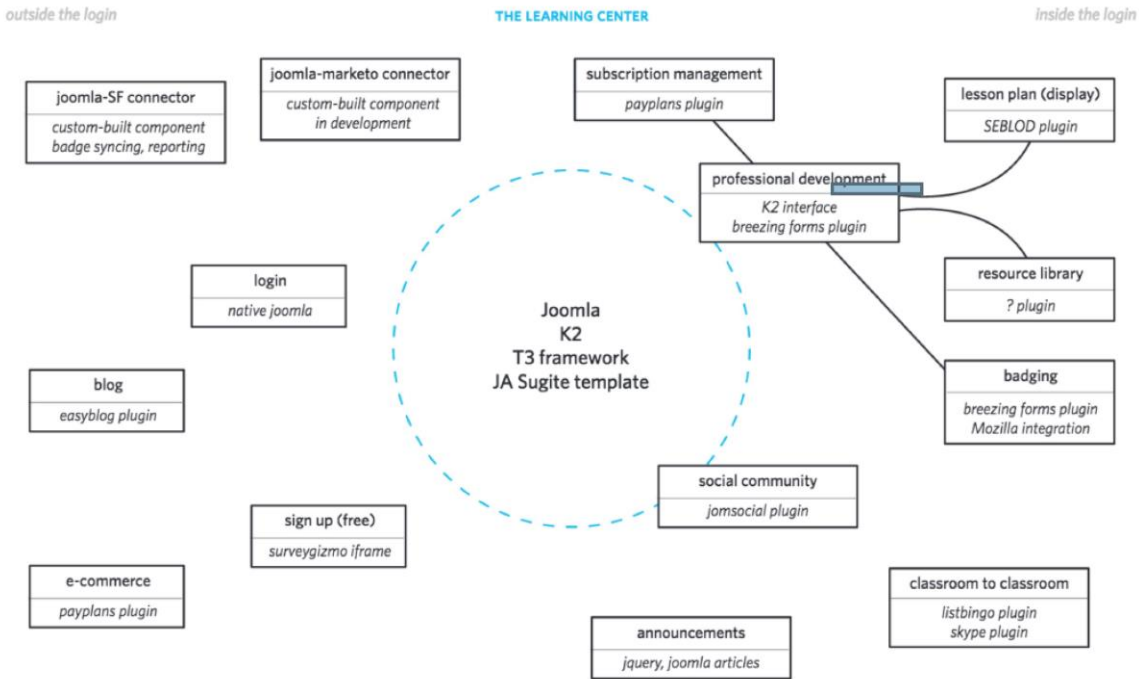 outside the login
THE LEARNING CENTER
inside the login
joomla-SF connector
custom-built component
badge syncing, reporting
joomla-marketo connector
custom-built component
in development
subscription management
payplans plugin
lesson plan (display)
SEBLOD plugin
professional development
K2 interface
breezing forms plugin
login
native joomla
resource library
? plugin
Joomla
K2
T3 framework
JA Sugite template
blog
easyblog plugin
badging
breezing forms plugin
Mozilla integration
social community
jomsocial plugin
sign up (free)
surveygizmo iframe
e-commerce
payplans plugin
classroom to classroom
listbingo plugin
skype plugin
announcements
jquery, joomla articles